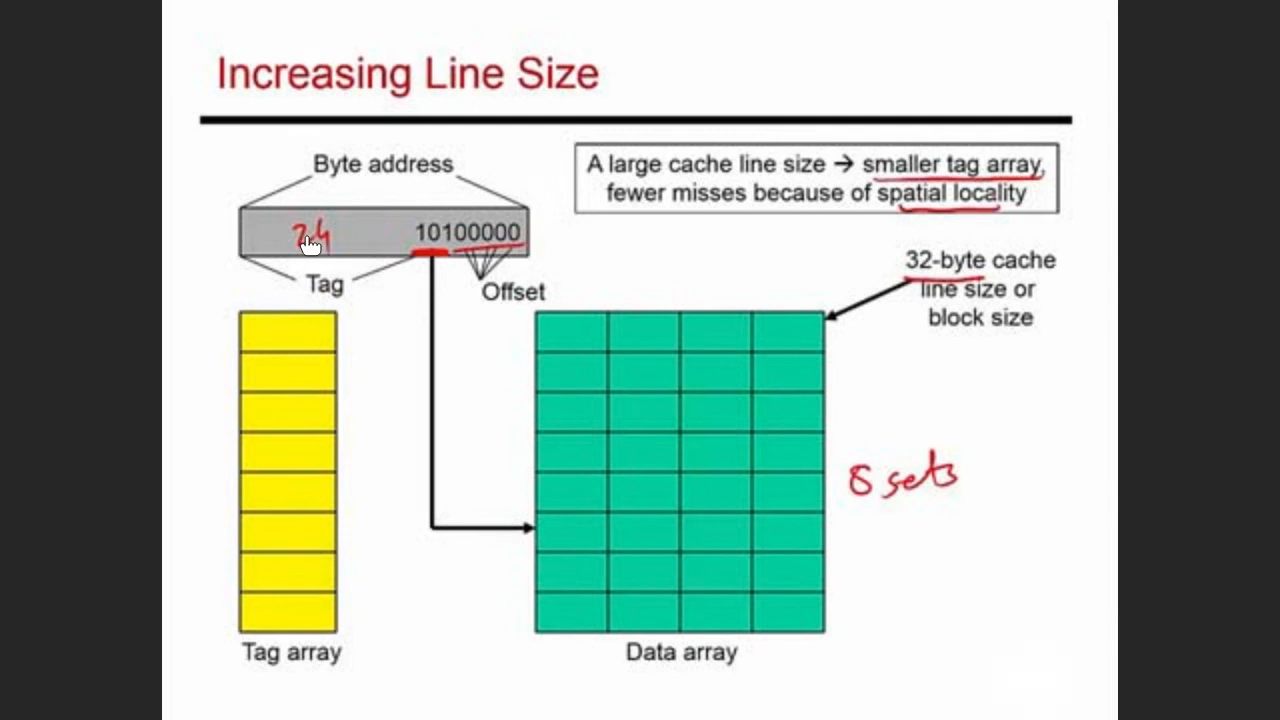 Increasing Line Size
Byte address
A large cache line size → smaller tag array,
fewer misses because of spatial locality
24 10100000
Tag
Offset
32-byte cache
line size or
block size
8 sets
Tag array
Data array